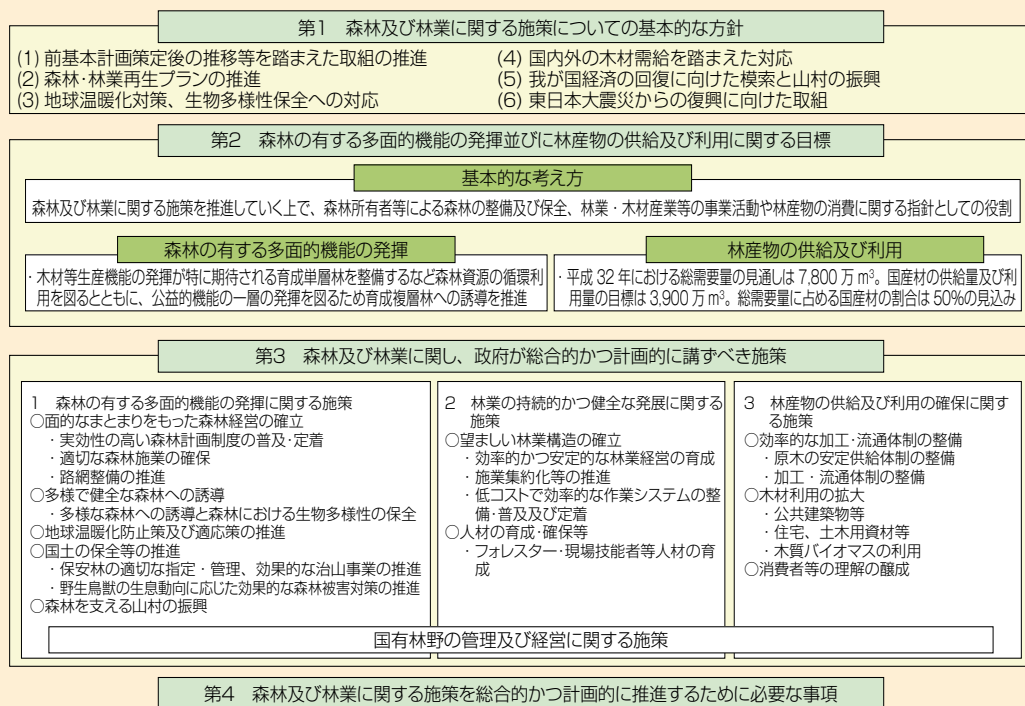 第1 森林及び林業に関する施策についての基本的な方針
(1) 前基本計画策定後の推移等を踏まえた取組の推進
(2) 森林・林業再生プランの推進
(3) 地球温暖化対策、生物多様性保全への対応
(4) 国内外の木材需給を踏まえた対応
(5) 我が国経済の回復に向けた模索と山村の振興
(6) 東日本大震災からの復興に向けた取組
第2 森林の有する多面的機能の発揮並びに林産物の供給及び利用に関する目標
基本的な考え方
森林及び林業に関する施策を推進していく上で、森林所有者等による森林の整備及び保全、林業・木材産業等の事業活動や林産物の消費に関する指針としての役割
森林の有する多面的機能の発揮
・木材等生産機能の発揮が特に期待される育成単層林を整備するなど森林資源の循環利
用を図るとともに、公益的機能の一層の発揮を図るため育成複層林への誘導を推進
林産物の供給及び利用
・平成 32 年における総需要量の見通しは 7,800 万 m³。国産材の供給量及び利
用量の目標は 3,900 万 m³。総需要量に占める国産材の割合は 50%の見込み
第3 森林及び林業に関し、政府が総合的かつ計画的に講ずべき施策
1 森林の有する多面的機能の発揮に関する施策
○面的なまとまりをもった森林経営の確立
・実効性の高い森林計画制度の普及・定着
・適切な森林施業の確保
・路網整備の推進
○多様で健全な森林への誘導
・多様な森林への誘導と森林における生物多様性の保全
○地球温暖化防止策及び適応策の推進
○国土の保全等の推進
・保安林の適切な指定・管理、効果的な治山事業の推進
・野生鳥獣の生息動向に応じた効果的な森林被害対策の推進
○森林を支える山村の振興
2 林業の持続的かつ健全な発展に関する
施策
○望ましい林業構造の確立
・効率的かつ安定的な林業経営の育成
・施業集約化等の推進
・低コストで効率的な作業システムの整
備・普及及び定着
○人材の育成・確保等
・フォレスター・現場技能者等人材の育
成
3 林産物の供給及び利用の確保に関す
る施策
○効率的な加工・流通体制の整備
・原木の安定供給体制の整備
・加工・流通体制の整備
○木材利用の拡大
・公共建築物等
・住宅、土木用資材等
・木質バイオマスの利用
○消費者等の理解の醸成
国有林野の管理及び経営に関する施策
第4 森林及び林業に関する施策を総合的かつ計画的に推進するために必要な事項